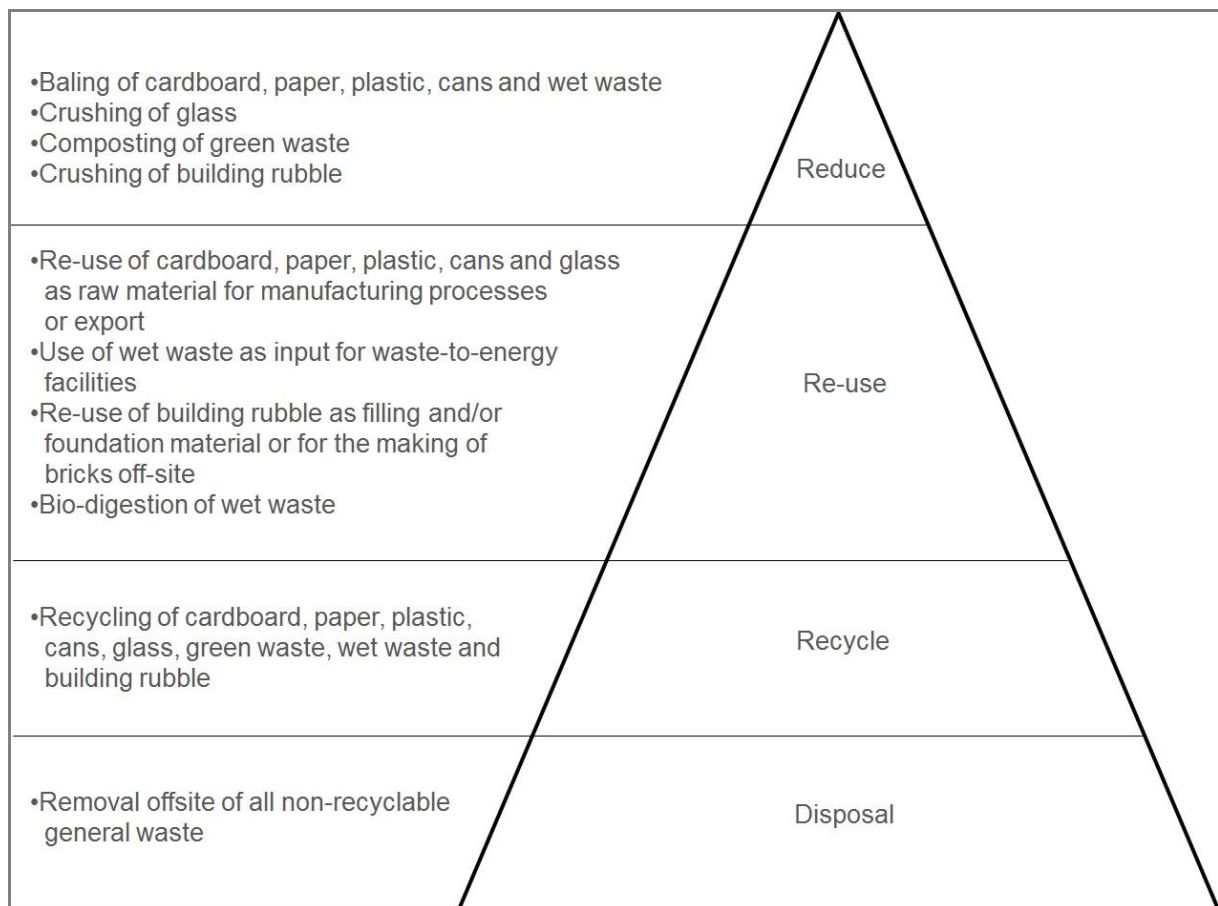 •Baling of cardboard, paper, plastic, cans and wet waste
•Crushing of glass
•Composting of green waste
•Crushing of building rubble
Reduce
•Re-use of cardboard, paper, plastic, cans and glass
as raw material for manufacturing processes
or export
•Use of wet waste as input for waste-to-energy
facilities
•Re-use of building rubble as filling and/or
foundation material or for the making of
bricks off-site
•Bio-digestion of wet waste
Re-use
•Recycling of cardboard, paper, plastic,
cans, glass, green waste, wet waste and
building rubble
Recycle
•Removal offsite of all non-recyclable
general waste
Disposal